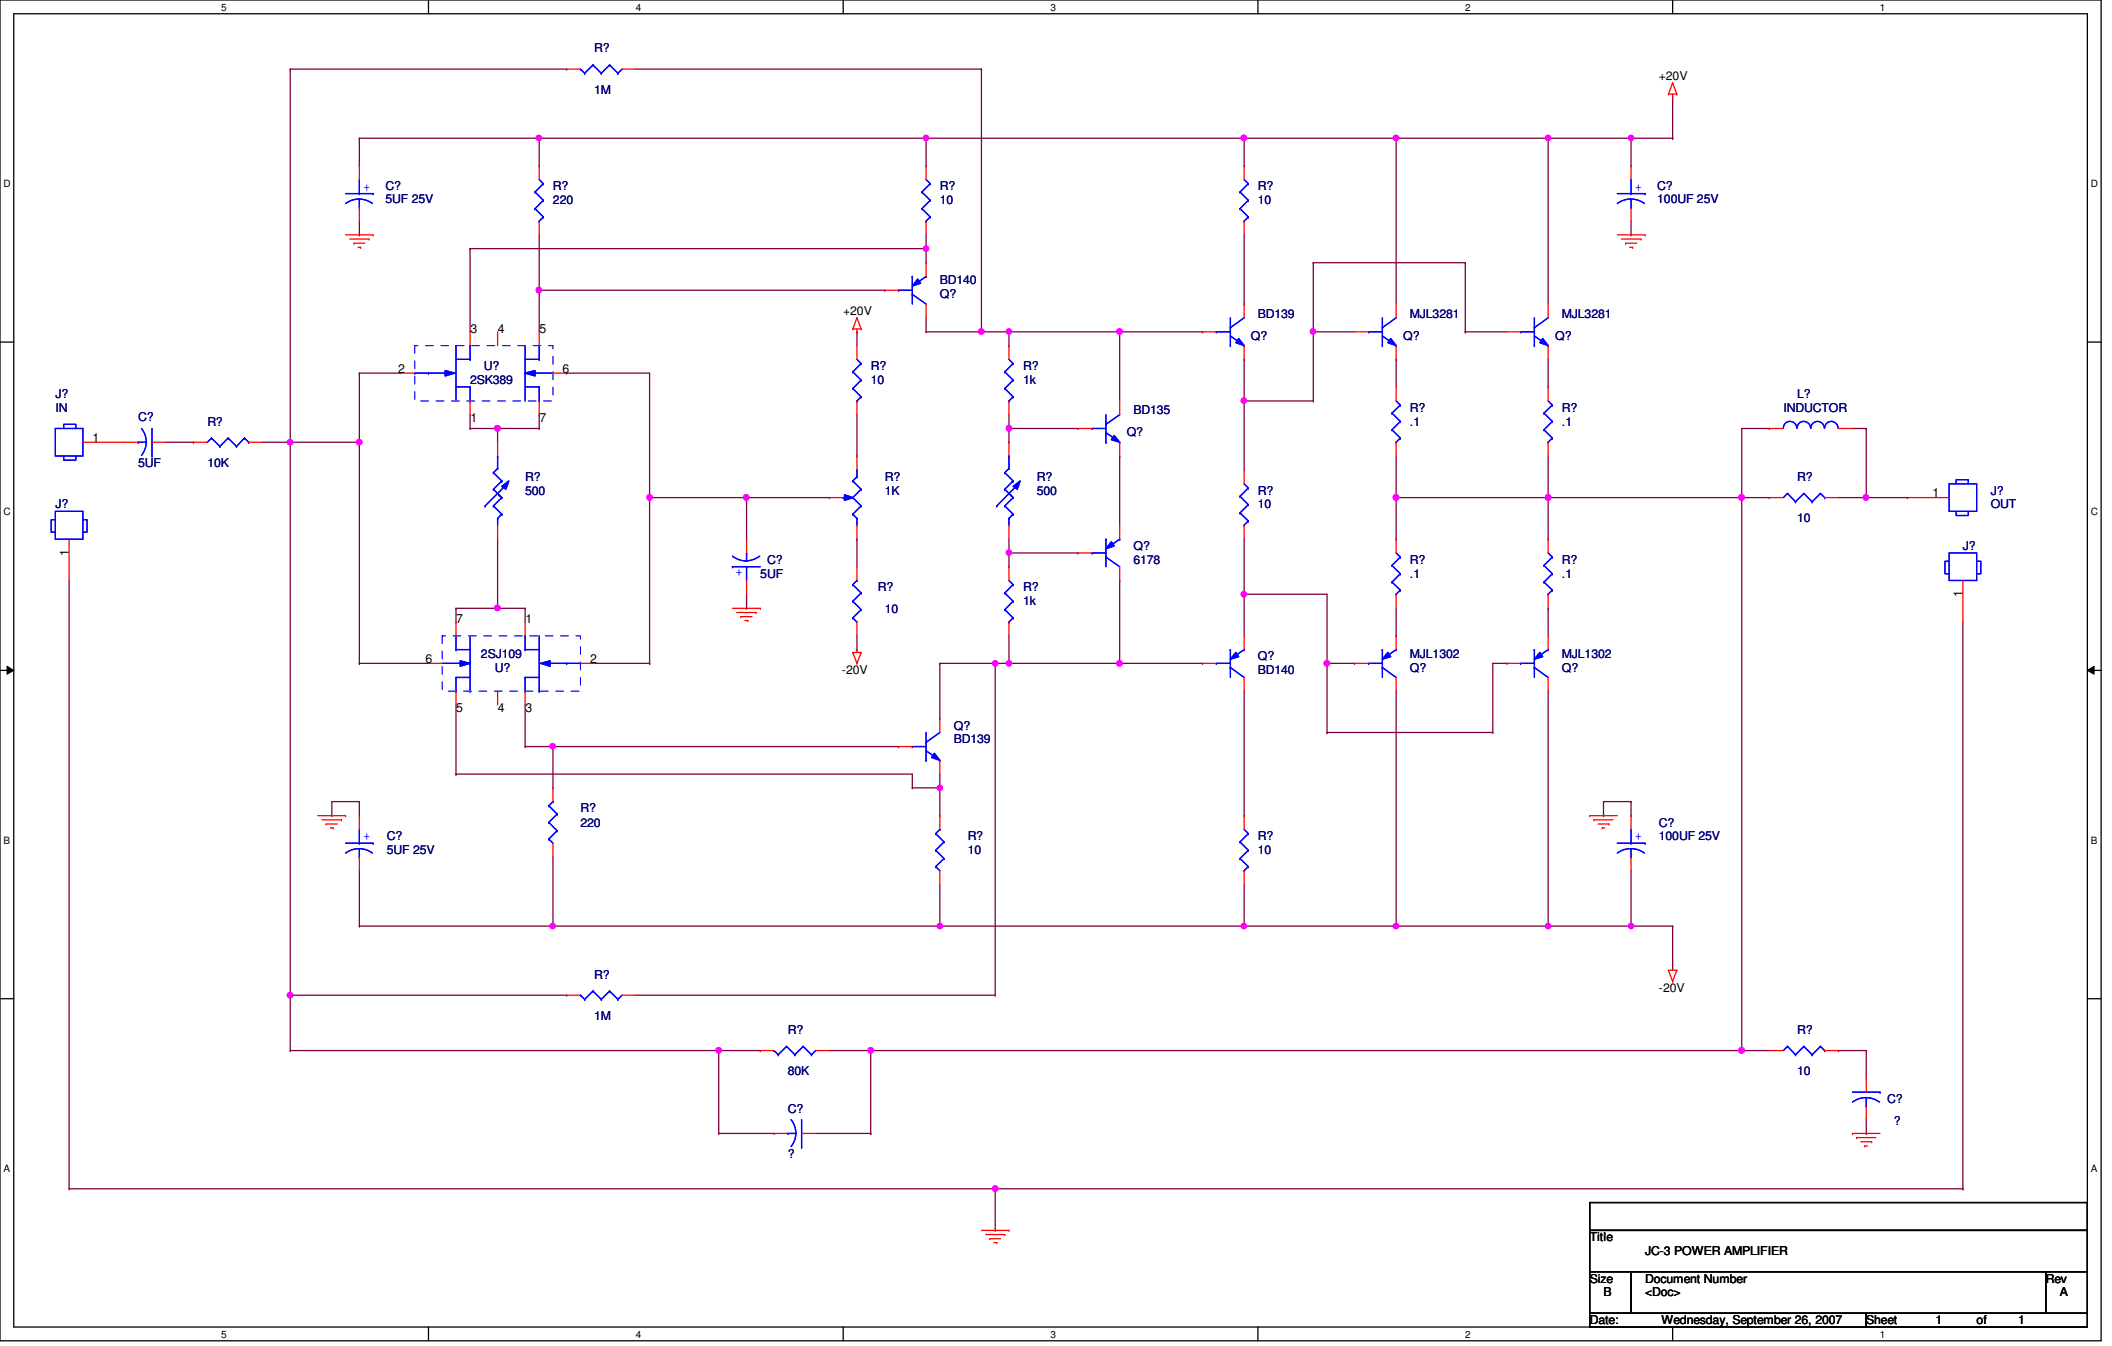 5 4 3 2 1
D
D
C
C
B
B
A
A
R?
1M
+20V
C?
5UF 25V
R?
220
R?
10
R?
10
C?
100UF 25V
BD140
Q?
+20V
3 4 5
BD139
Q?
MJL3281
Q?
MJL3281
Q?
2
U?
2SK389
6
R?
10
R?
1k
1 7
J?
IN
1
C?
5UF
R?
10K
BD135
Q?
R?
.1
R?
.1
L?
INDUCTOR
R?
500
R?
1K
R?
500
R?
10
R?
10
1
J?
OUT
J?
1
C?
5UF
Q?
6178
R?
.1
R?
.1
J?
1
R?
10
R?
1k
7 1
6
2SJ109
U?
2
-20V
Q?
BD140
MJL1302
Q?
MJL1302
Q?
5 4 3
Q?
BD139
C?
5UF 25V
R?
220
R?
10
R?
10
C?
100UF 25V
R?
1M
-20V
R?
80K
R?
10
C?
?
C?
?
Title
JC-3 POWER AMPLIFIER
Size
B
Document Number
<Doc>
Rev
A
Date: Wednesday, September 26, 2007 Sheet 1 of 1
5 4 3 2 1